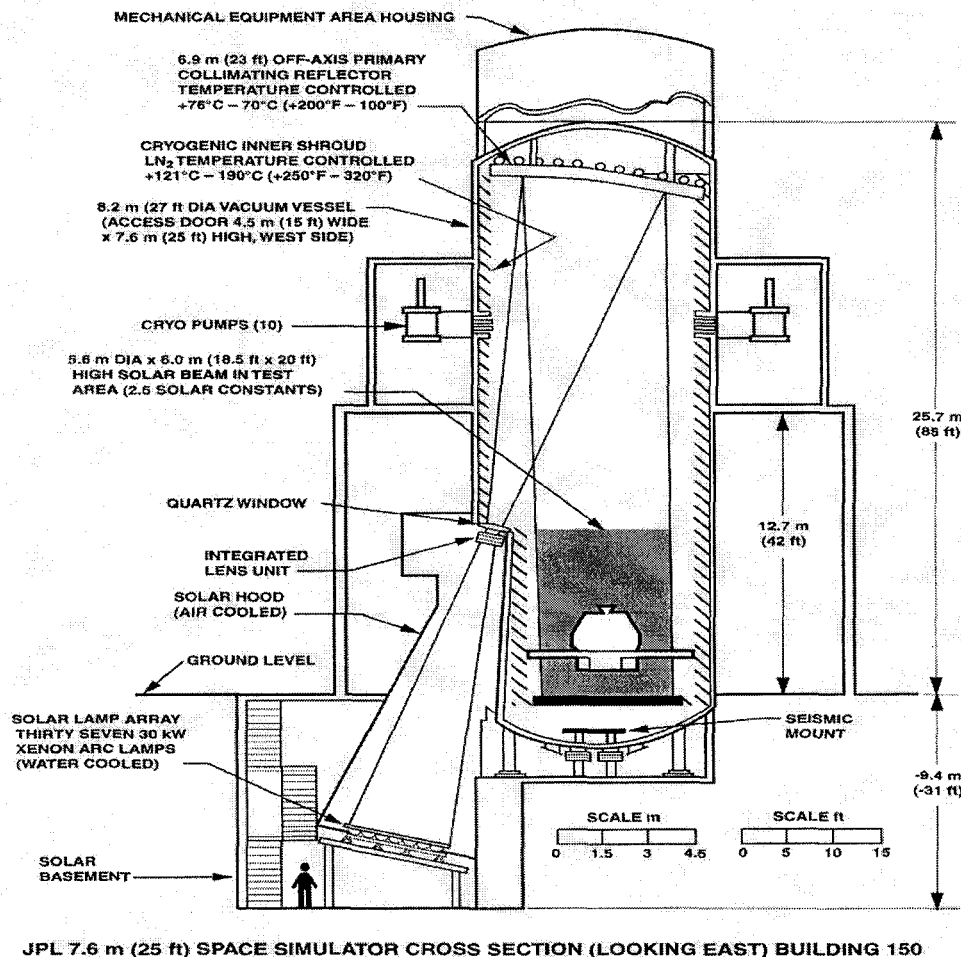 MECHANICAL EQUIPMENT AREA HOUSING
6.9 m (23 ft) OFF-AXIS PRIMARY
COLLIMATING REFLECTOR
TEMPERATURE CONTROLLED
+76°C – 70°C (+200°F – 100°F)
CRYOGENIC INNER SHROUD
LN₂ TEMPERATURE CONTROLLED
+121°C – 190°C (+250°F – 320°F)
8.2 m (27 ft DIA VACUUM VESSEL
(ACCESS DOOR 4.5 m (15 ft) WIDE
x 7.6 m (25 ft) HIGH, WEST SIDE)
CRYO PUMPS (10)
5.6 m DIA x 6.0 m (18.5 ft x 20 ft)
HIGH SOLAR BEAM IN TEST
AREA (2.5 SOLAR CONSTANTS)
25.7 m
(85 ft)
QUARTZ WINDOW
12.7 m
(42 ft)
INTEGRATED
LENS UNIT
SOLAR HOOD
(AIR COOLED)
GROUND LEVEL
SOLAR LAMP ARRAY
THIRTY SEVEN 30 kW
XENON ARC LAMPS
(WATER COOLED)
SEISMIC
MOUNT
-9.4 m
(-31 ft)
SCALE m
0 1.5 3 4.5
SCALE ft
0 5 10 15
SOLAR
BASEMENT
JPL 7.6 m (25 ft) SPACE SIMULATOR CROSS SECTION (LOOKING EAST) BUILDING 150